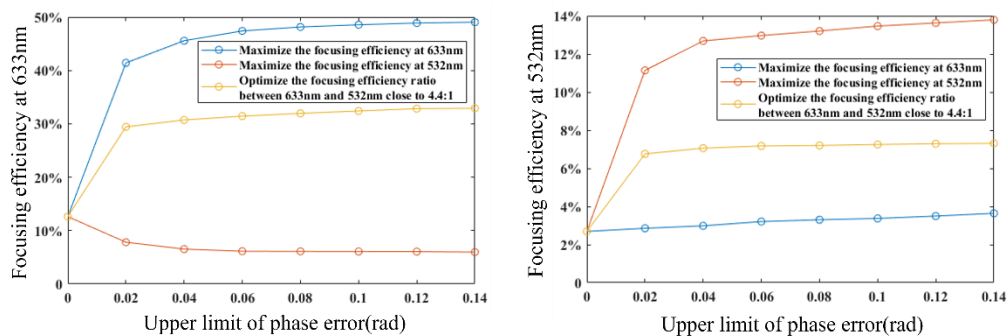 Focusing efficiency at 633nm
50%
40%
30%
20%
10%
0
Maximize the focusing efficiency at 633nm
Maximize the focusing efficiency at 532nm
Optimize the focusing efficiency ratio
between 633nm and 532nm close to 4.4:1
0 0.02 0.04 0.06 0.08 0.1 0.12 0.14
Upper limit of phase error(rad)
Focusing efficiency at 532nm
14%
12%
10%
8%
6%
4%
2%
0
Maximize the focusing efficiency at 633nm
Maximize the focusing efficiency at 532nm
Optimize the focusing efficiency ratio
between 633nm and 532nm close to 4.4:1
0 0.02 0.04 0.06 0.08 0.1 0.12 0.14
Upper limit of phase error(rad)